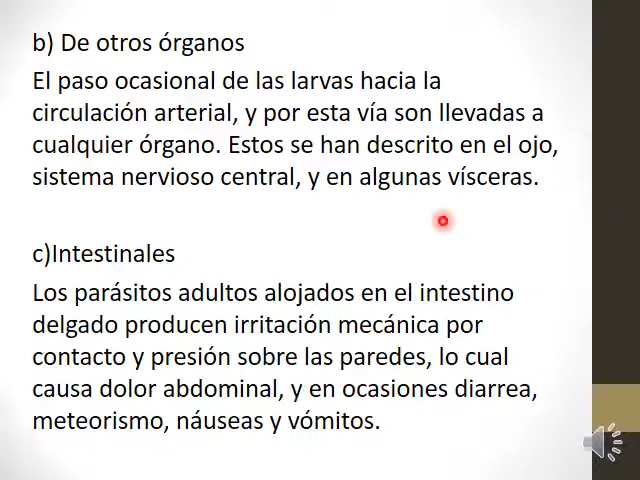 b) De otros órganos
El paso ocasional de las larvas hacia la
circulación arterial, y por esta vía son llevadas a
cualquier órgano. Estos se han descrito en el ojo,
sistema nervioso central, y en algunas vísceras.
c)Intestinales
Los parásitos adultos alojados en el intestino
delgado producen irritación mecánica por
contacto y presión sobre las paredes, lo cual
causa dolor abdominal, y en ocasiones diarrea,
meteorismo, náuseas y vómitos.